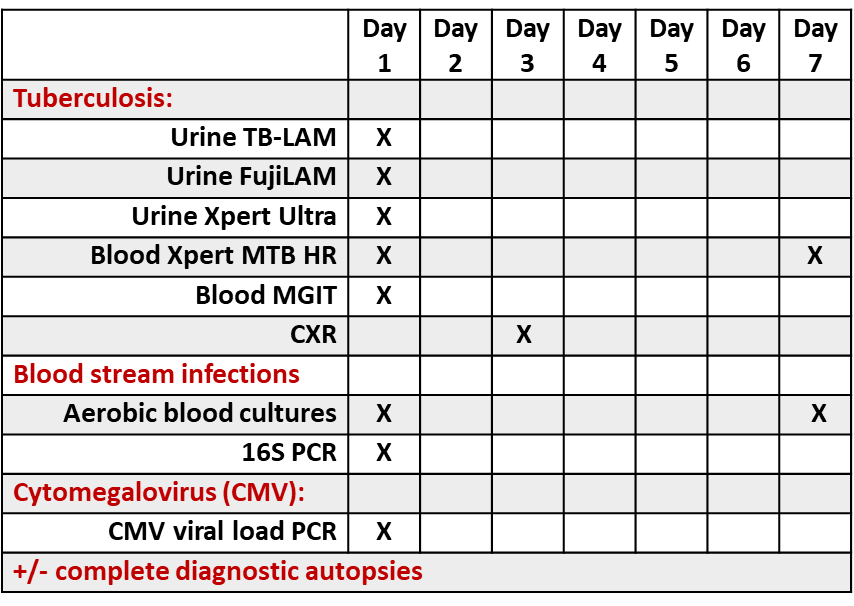 Day 1 Day 2 Day 3 Day 4 Day 5 Day 6 Day 7
Tuberculosis:
Urine TB-LAM X
Urine FujiLAM X
Urine Xpert Ultra X
Blood Xpert MTB HR X X
Blood MGIT X
CXR X
Blood stream infections
Aerobic blood cultures X X
16S PCR X
Cytomegalovirus (CMV):
CMV viral load PCR X
+/- complete diagnostic autopsies